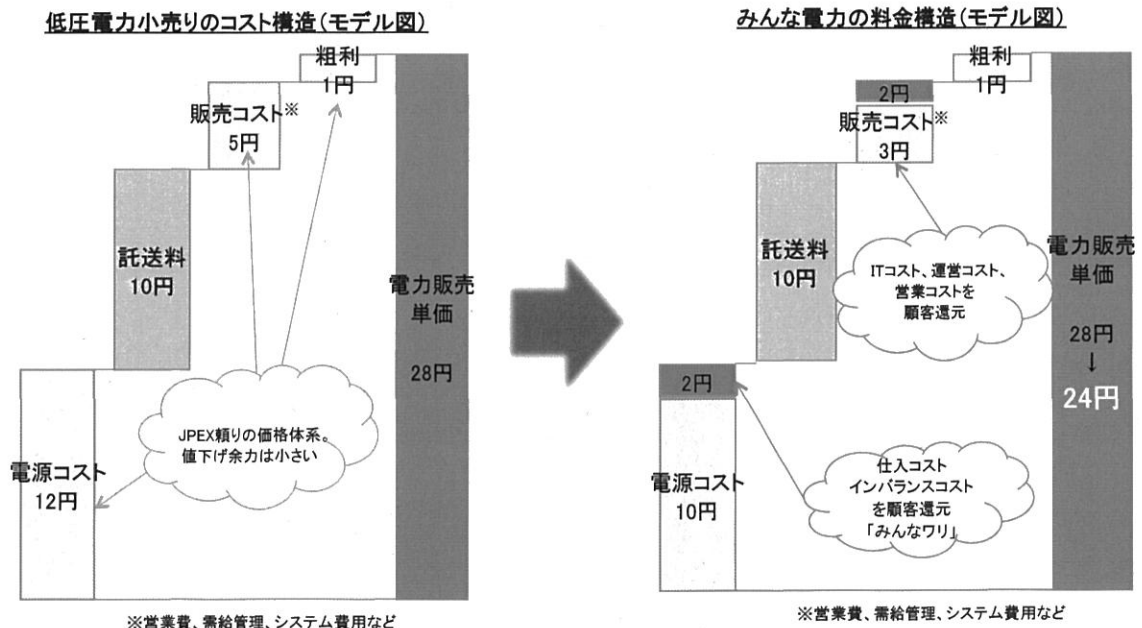 低圧電力小売りのコスト構造(モデル図)
粗利
1円
販売コスト※
5円
託送料
10円
電力販売
単価
28円
JPEX頼りの価格体系。
値下げ余力は小さい
電源コスト
12円
※営業費、需給管理、システム費用など
みんな電力の料金構造(モデル図)
粗利
1円
2円
販売コスト※
3円
託送料
10円
ITコスト、運営コスト、
営業コストを
顧客還元
電力販売
単価
28円
↓
24円
2円
電源コスト
10円
仕入コスト
インバランスコスト
を顧客還元
「みんなワリ」
※営業費、需給管理、システム費用など